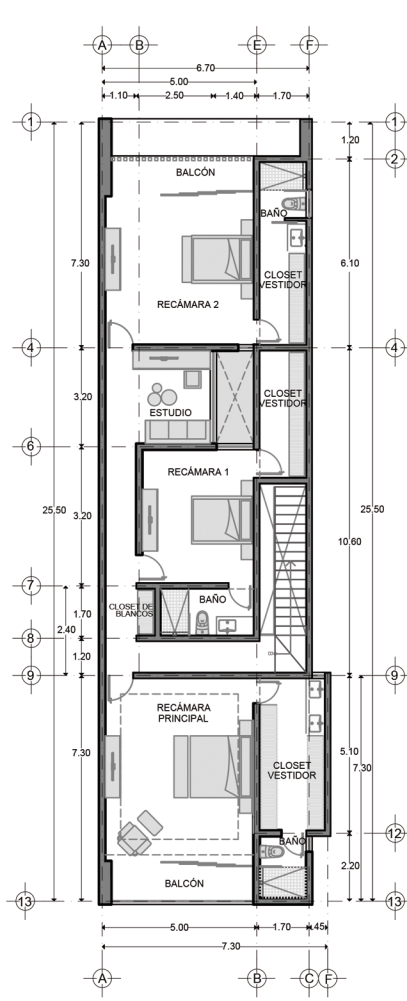 A B E F
6.70
5.00
1.10 2.50 1.40 1.70
1 1
1.20
2
BALCÓN
BAÑO
7.30 6.10
CLOSET
VESTIDOR
RECÁMARA 2
4 4
3.20
CLOSET
VESTIDOR
ESTUDIO
6
RECÁMARA 1
25.50 3.20 25.50
10.60
7
BAÑO
CLOSET DE
BLANCOS
1.70
2.40
8
1.20
9 9
RECÁMARA
PRINCIPAL
7.30 5.10
7.30
CLOSET
VESTIDOR
12
BAÑO
2.20
BALCÓN
13 13
5.00 1.70 .45
7.30
A B C F